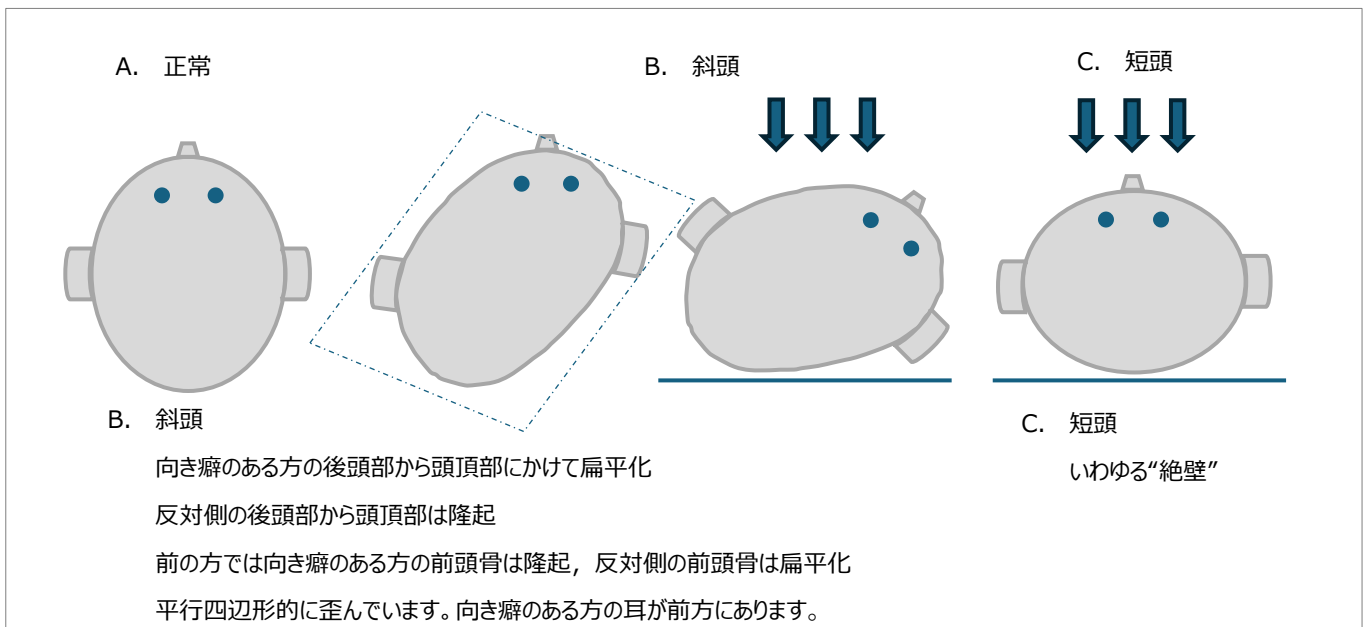 A. 正常
B. 斜頭
C. 短頭
B. 斜頭
向き癖のある方の後頭部から頭頂部にかけて扁平化
反対側の後頭部から頭頂部は隆起
前の方では向き癖のある方の前頭骨は隆起，反対側の前頭骨は扁平化
平行四辺形的に歪んでいます。向き癖のある方の耳が前方にあります。
C. 短頭
いわゆる“絶壁”